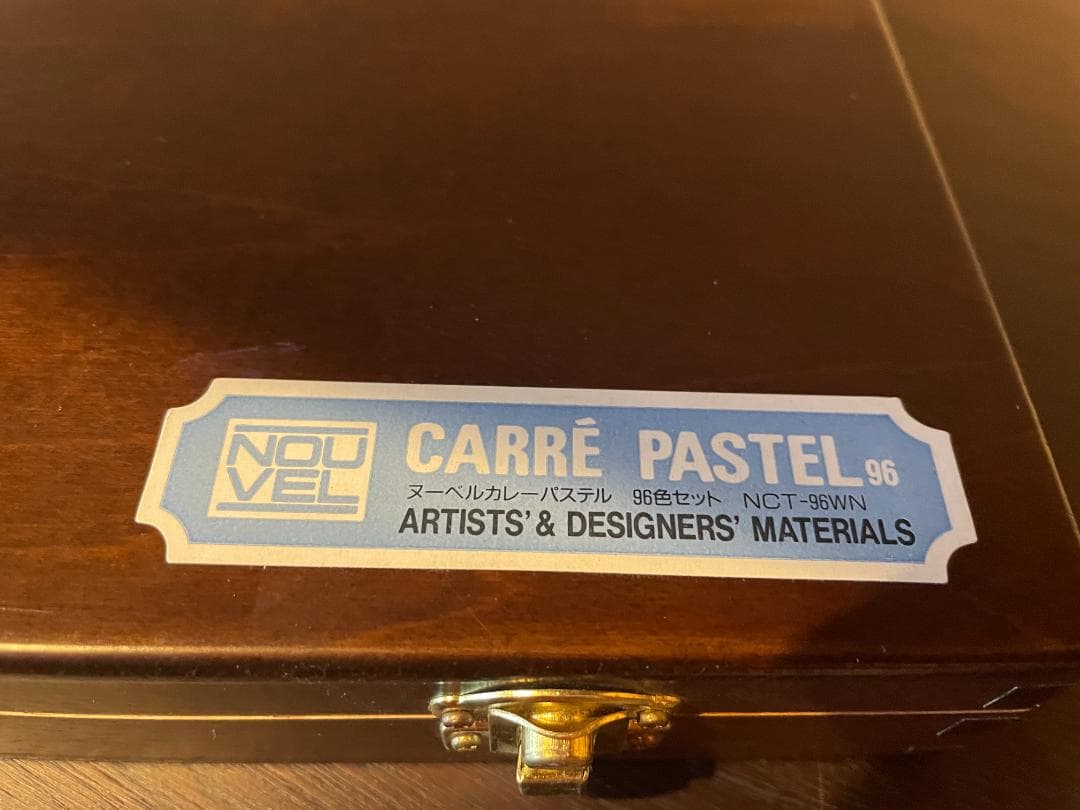 NOU
VEL
CARRÉ PASTEL 96
ヌーベルカレーパステル 96色セット NCT-96WN
ARTISTS' & DESIGNERS' MATERIALS